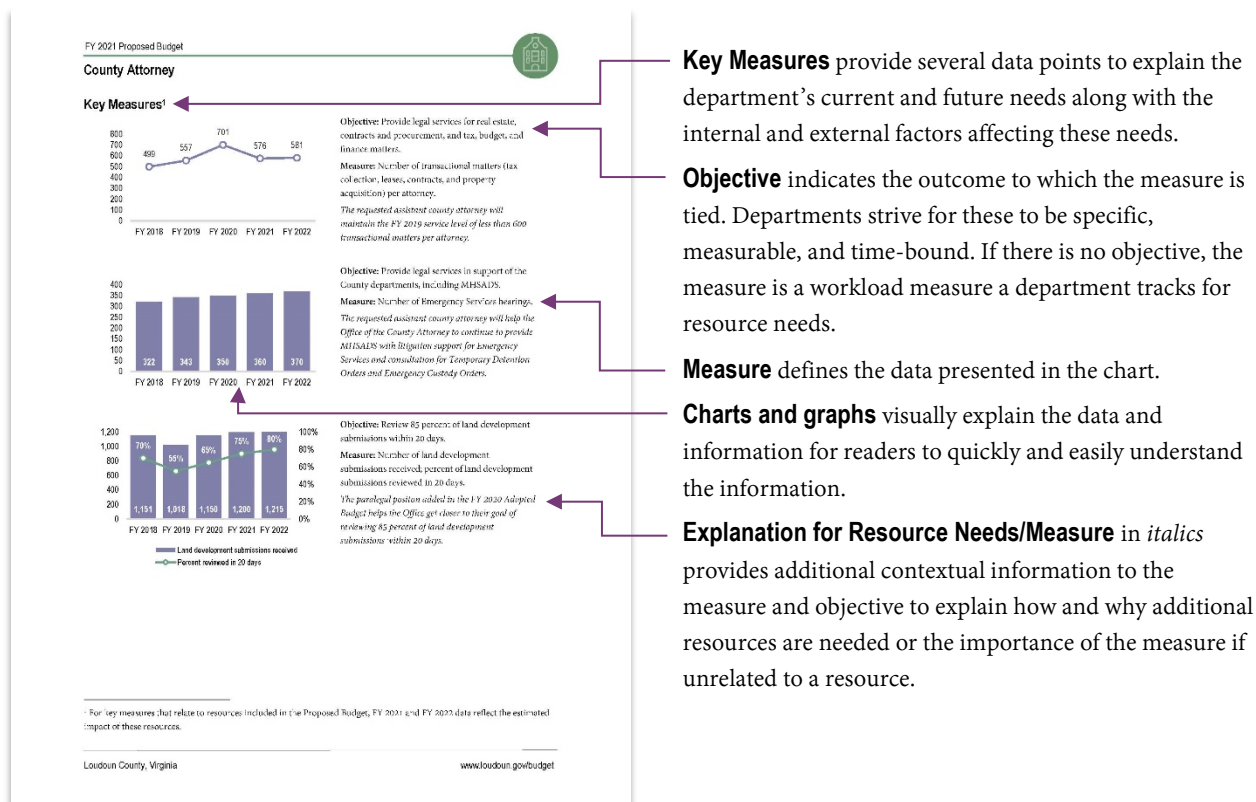 FY 2021 Proposed Budget
County Attorney
Key Measures¹
800
700
600
500
400
300
200
100
0
499
557
701
576
581
FY 2018 FY 2019 FY 2020 FY 2021 FY 2022
Objective: Provide legal services for real estate,
contracts and procurement, and tax, budget, and
finance matters.
Measure: Number of transactional matters (tax
collection, leases, contracts, and property
acquisition) per attorney.
The requested assistant county attorney will
maintain the FY 2019 service level of less than 600
transactional matters per attorney.
400
350
300
250
200
150
100
50
0
322 343 350 360 370
FY 2018 FY 2019 FY 2020 FY 2021 FY 2022
Objective: Provide legal services in support of the
County departments, including MHSADS.
Measure: Number of Emergency Services hearings.
The requested assistant county attorney will help the
Office of the County Attorney to continue to provide
MHSADS with litigation support for Emergency
Services and consultation for Temporary Detention
Orders and Emergency Custody Orders.
1,200
1,000
800
600
400
200
0
70% 55% 65% 75% 80%
1,151 1,018 1,150 1,200 1,215
100%
80%
60%
40%
20%
0%
FY 2018 FY 2019 FY 2020 FY 2021 FY 2022
Land development submissions received
Percent reviewed in 20 days
Objective: Review 85 percent of land development
submissions within 20 days.
Measure: Number of land development
submissions received; percent of land development
submissions reviewed in 20 days.
The paralegal position added in the FY 2020 Adopted
Budget helps the Office get closer to their goal of
reviewing 85 percent of land development
submissions within 20 days.
¹ For key measures that relate to resources included in the Proposed Budget, FY 2021 and FY 2022 data reflect the estimated
impact of these resources.
Loudoun County, Virginia
www.loudoun.gov/budget
Key Measures provide several data points to explain the
department’s current and future needs along with the
internal and external factors affecting these needs.
Objective indicates the outcome to which the measure is
tied. Departments strive for these to be specific,
measurable, and time-bound. If there is no objective, the
measure is a workload measure a department tracks for
resource needs.
Measure defines the data presented in the chart.
Charts and graphs visually explain the data and
information for readers to quickly and easily understand
the information.
Explanation for Resource Needs/Measure in italics
provides additional contextual information to the
measure and objective to explain how and why additional
resources are needed or the importance of the measure if
unrelated to a resource.